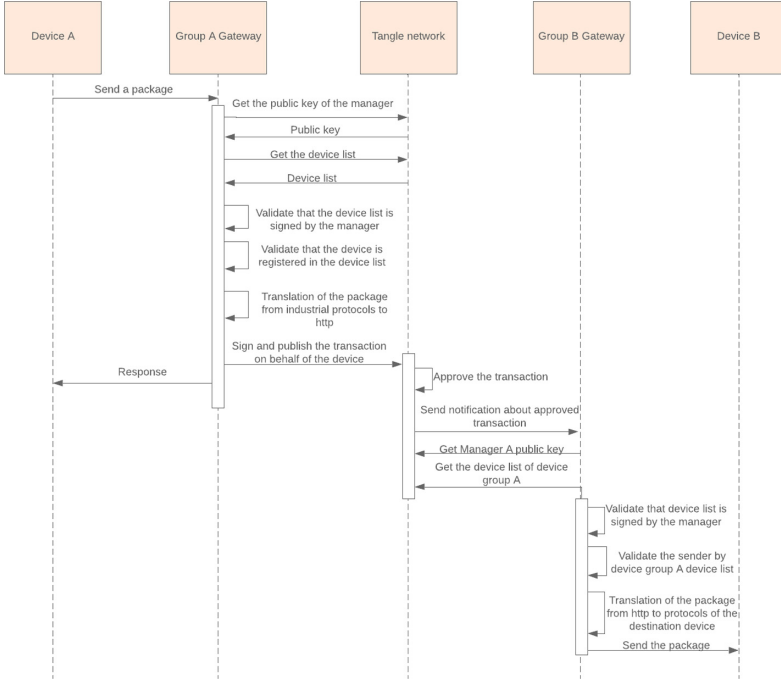 Device A
Group A Gateway
Tangle network
Group B Gateway
Device B
Send a package
Get the public key of the manager
Public key
Get the device list
Device list
Validate that the device list is
signed by the manager
Validate that the device is
registered in the device list
Translation of the package
from industrial protocols to
http
Sign and publish the transaction
on behalf of the device
Response
Approve the transaction
Send notification about approved
transaction
Get Manager A public key
Get the device list of device
group A
Validate that device list is
signed by the manager
Validate the sender by
device group A device list
Translation of the package
from http to protocols of the
destination device
Send the package